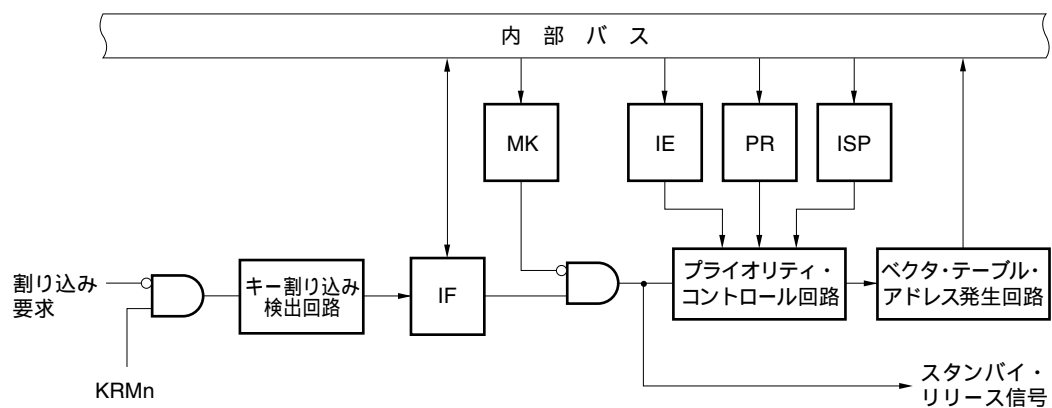 内 部 バ ス
MK
IE
PR
ISP
割り込み
要求
キー割り込み
検出回路
IF
プライオリティ・
コントロール回路
ベクタ・テーブル・
アドレス発生回路
KRMn
スタンバイ・
リリース信号